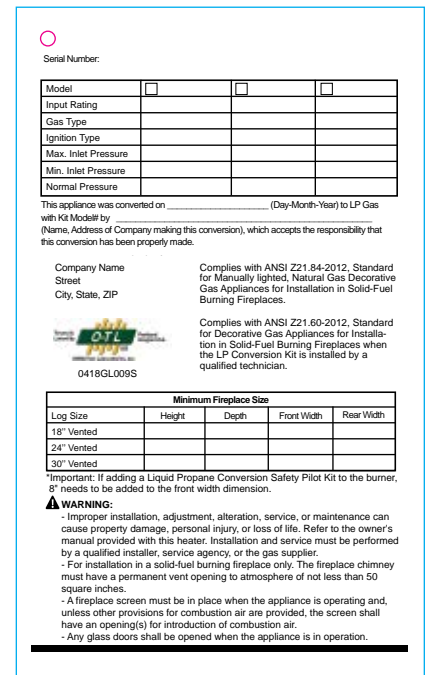 Serial Number:
Model
Input Rating
Gas Type
Ignition Type
Max. Inlet Pressure
Min. Inlet Pressure
Normal Pressure
This appliance was converted on ______________________ (Day-Month-Year) to LP Gas
with Kit Model# by ______________________________________________________
(Name, Address of Company making this conversion), which accepts the responsibility that
this conversion has been properly made.
Company Name
Street
City, State, ZIP
Complies with ANSI Z21.84-2012, Standard
for Manually lighted, Natural Gas Decorative
Gas Appliances for Installation in Solid-Fuel
Burning Fireplaces.
OTL
0418GL009S
Complies with ANSI Z21.60-2012, Standard
for Decorative Gas Appliances for Installa-
tion in Solid-Fuel Burning Fireplaces when
the LP Conversion Kit is installed by a
qualified technician.
Minimum Fireplace Size
Log Size Height Depth Front Width Rear Width
18" Vented
24" Vented
30" Vented
*Important: If adding a Liquid Propane Conversion Safety Pilot Kit to the burner,
8" needs to be added to the front width dimension.
WARNING:
- Improper installation, adjustment, alteration, service, or maintenance can
cause property damage, personal injury, or loss of life. Refer to the owner's
manual provided with this heater. Installation and service must be performed
by a qualified installer, service agency, or the gas supplier.
- For installation in a solid-fuel burning fireplace only. The fireplace chimney
must have a permanent vent opening to atmosphere of not less than 50
square inches.
- A fireplace screen must be in place when the appliance is operating and,
unless other provisions for combustion air are provided, the screen shall
have an opening(s) for introduction of combustion air.
- Any glass doors shall be opened when the appliance is in operation.